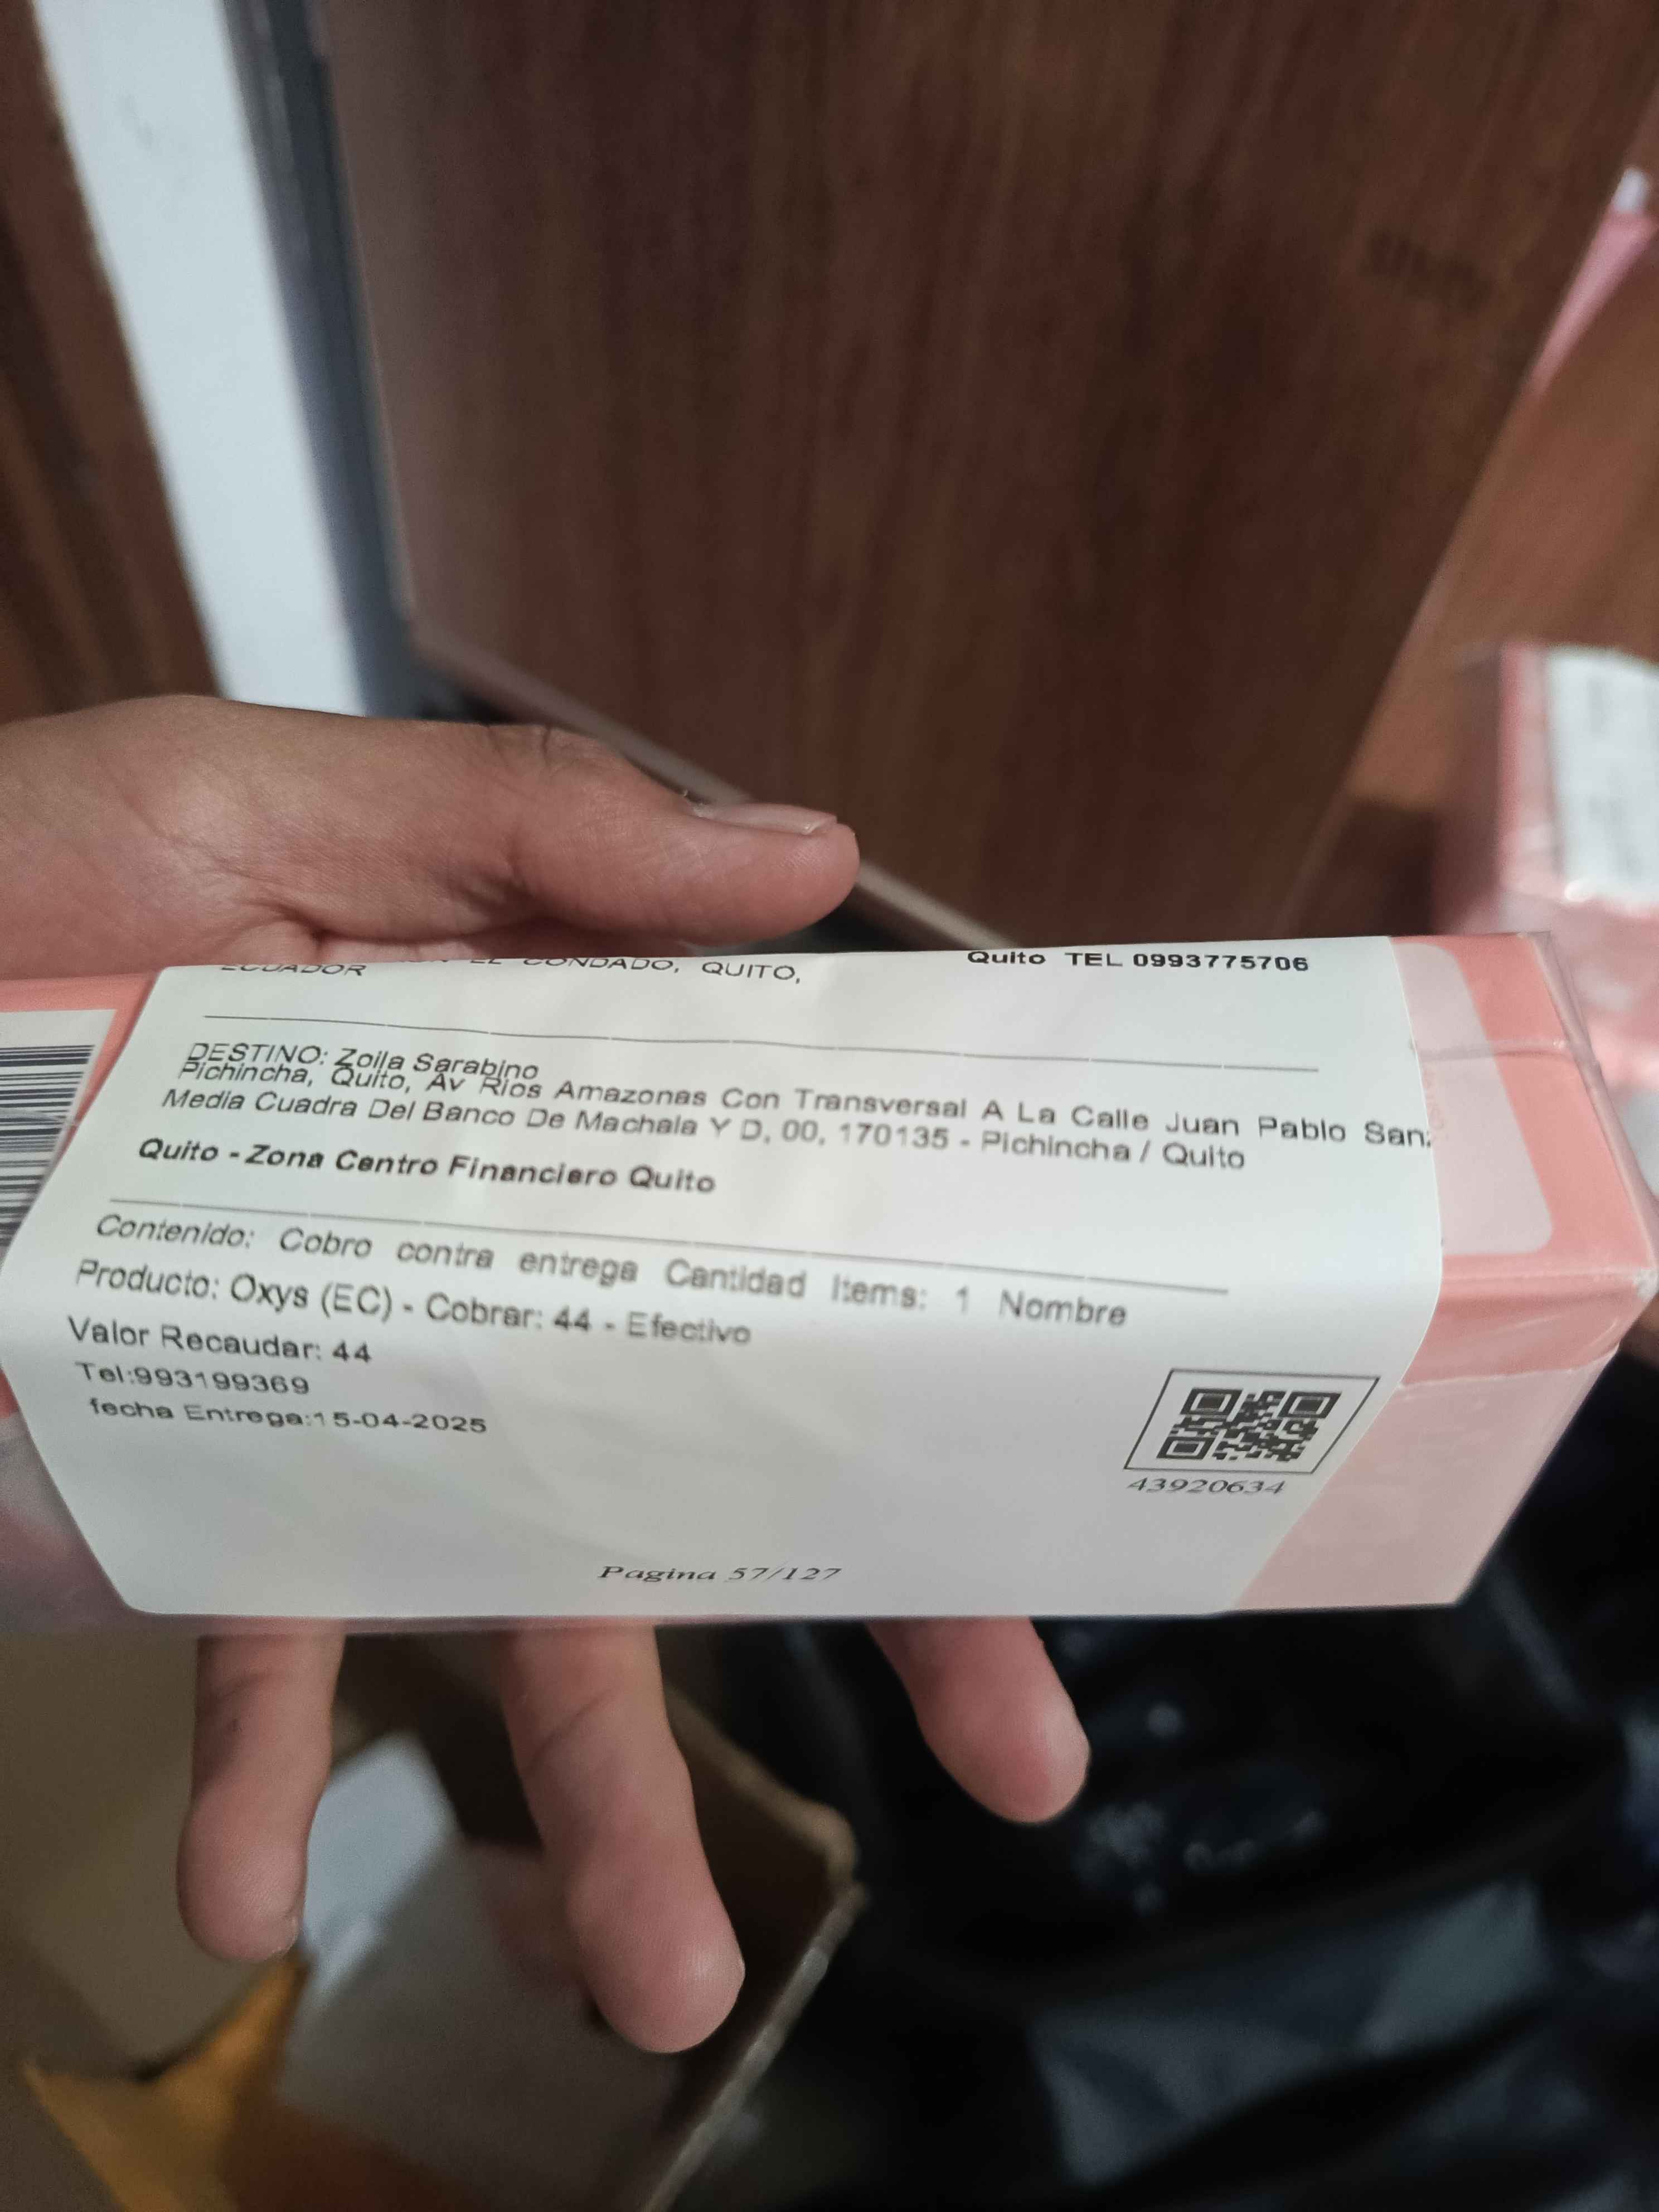 EL CONDADO, QUITO,
ECUADOR
Quito TEL 0993775706
DESTINO: Zoila Sarabino
Pichincha, Quito, Av Rios Amazonas Con Transversal A La Calle Juan Pablo San
Media Cuadra Del Banco De Machala Y D, 00, 170135 - Pichincha / Quito
Quito - Zona Centro Financiero Quito
Contenido: Cobro contra entrega Cantidad Items: 1 Nombre
Producto: Oxys (EC) - Cobrar: 44 - Efectivo
Valor Recaudar: 44
Tel:993199369
fecha Entrega:15-04-2025
43920634
Pagina 57/127